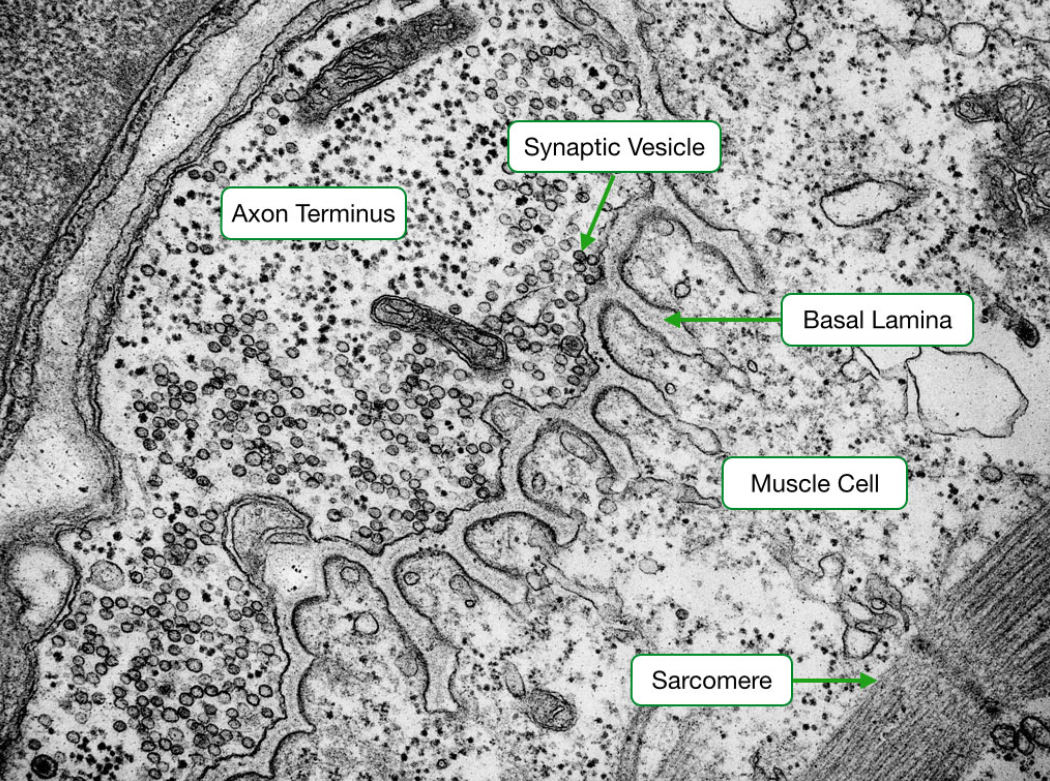 Synaptic Vesicle
Axon Terminus
Basal Lamina
Muscle Cell
Sarcomere